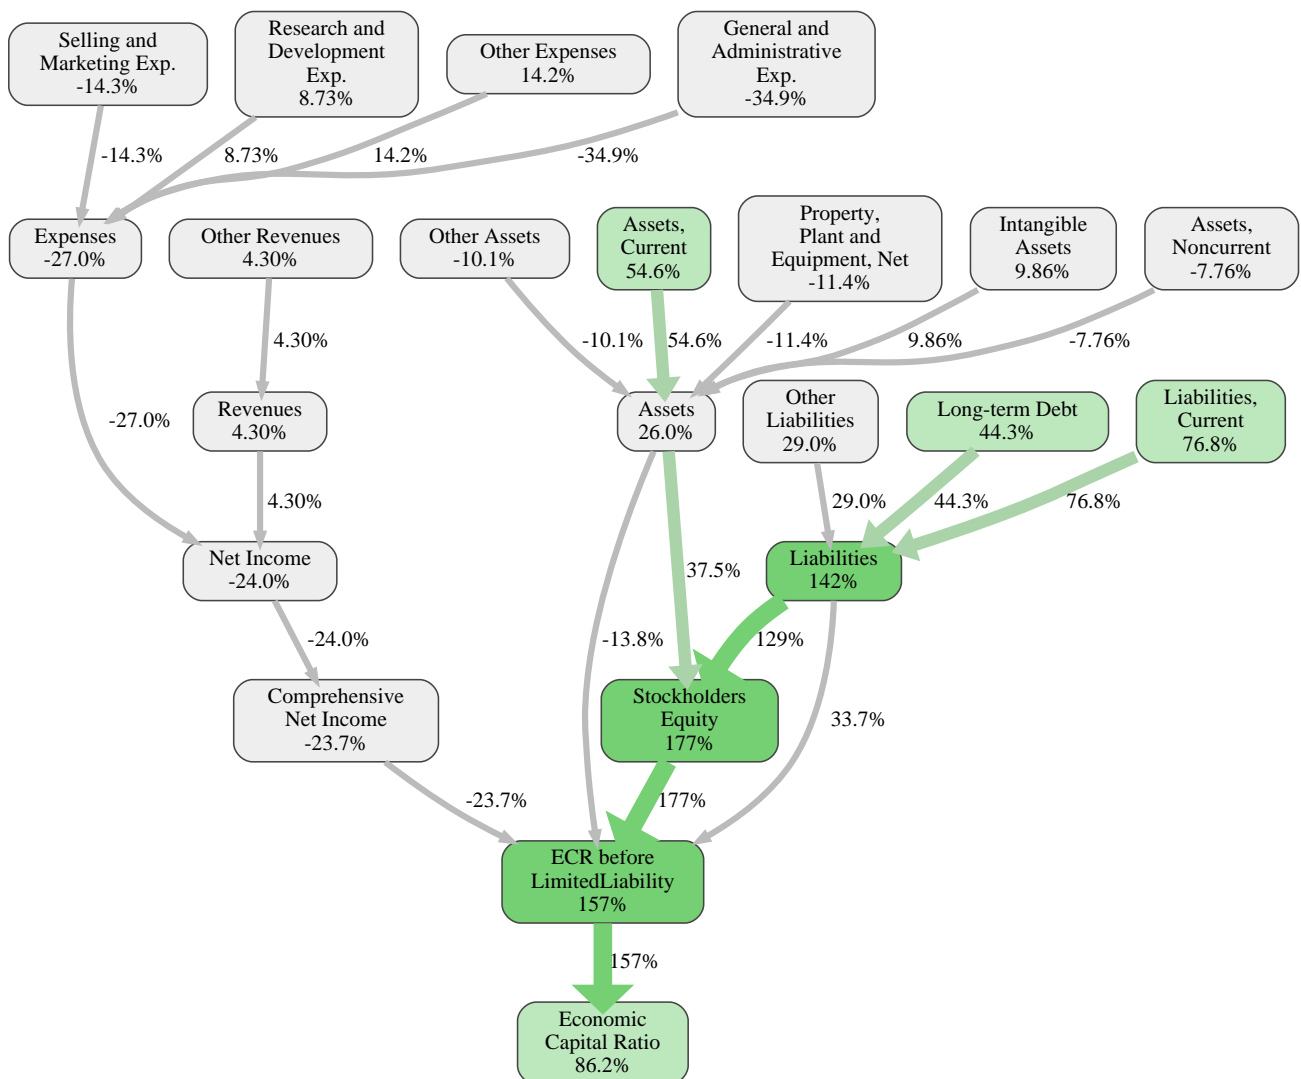 Selling and
Marketing Exp.
-14.3%
Research and
Development
Exp.
8.73%
Other Expenses
14.2%
General and
Administrative
Exp.
-34.9%
-14.3%
8.73%
14.2%
-34.9%
Expenses
-27.0%
Other Revenues
4.30%
Other Assets
-10.1%
Assets,
Current
54.6%
Property,
Plant and
Equipment, Net
-11.4%
Intangible
Assets
9.86%
Assets,
Noncurrent
-7.76%
4.30%
-10.1%
54.6%
-11.4%
9.86%
-7.76%
-27.0%
Revenues
4.30%
Assets
26.0%
Other
Liabilities
29.0%
Long-term Debt
44.3%
Liabilities,
Current
76.8%
4.30%
29.0%
44.3%
76.8%
Net Income
-24.0%
37.5%
Liabilities
142%
-24.0%
-13.8%
129%
Comprehensive
Net Income
-23.7%
Stockholders
Equity
177%
33.7%
-23.7%
177%
ECR before
LimitedLiability
157%
157%
Economic
Capital Ratio
86.2%